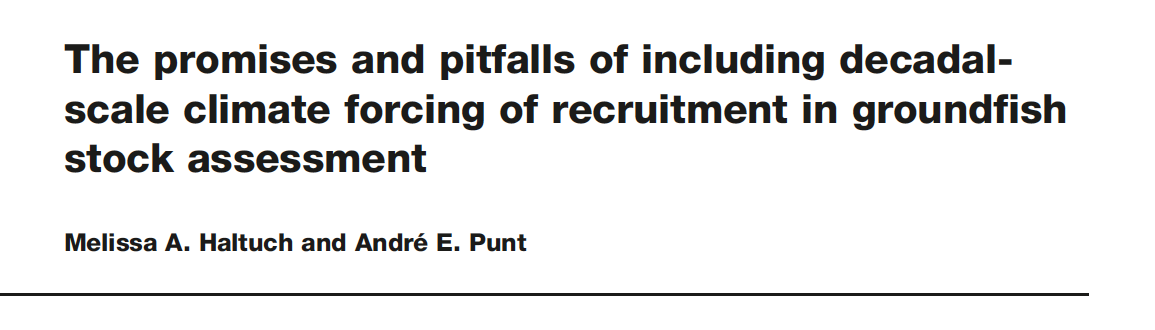 The promises and pitfalls of including decadal-
scale climate forcing of recruitment in groundfish
stock assessment
Melissa A. Haltuch and André E. Punt